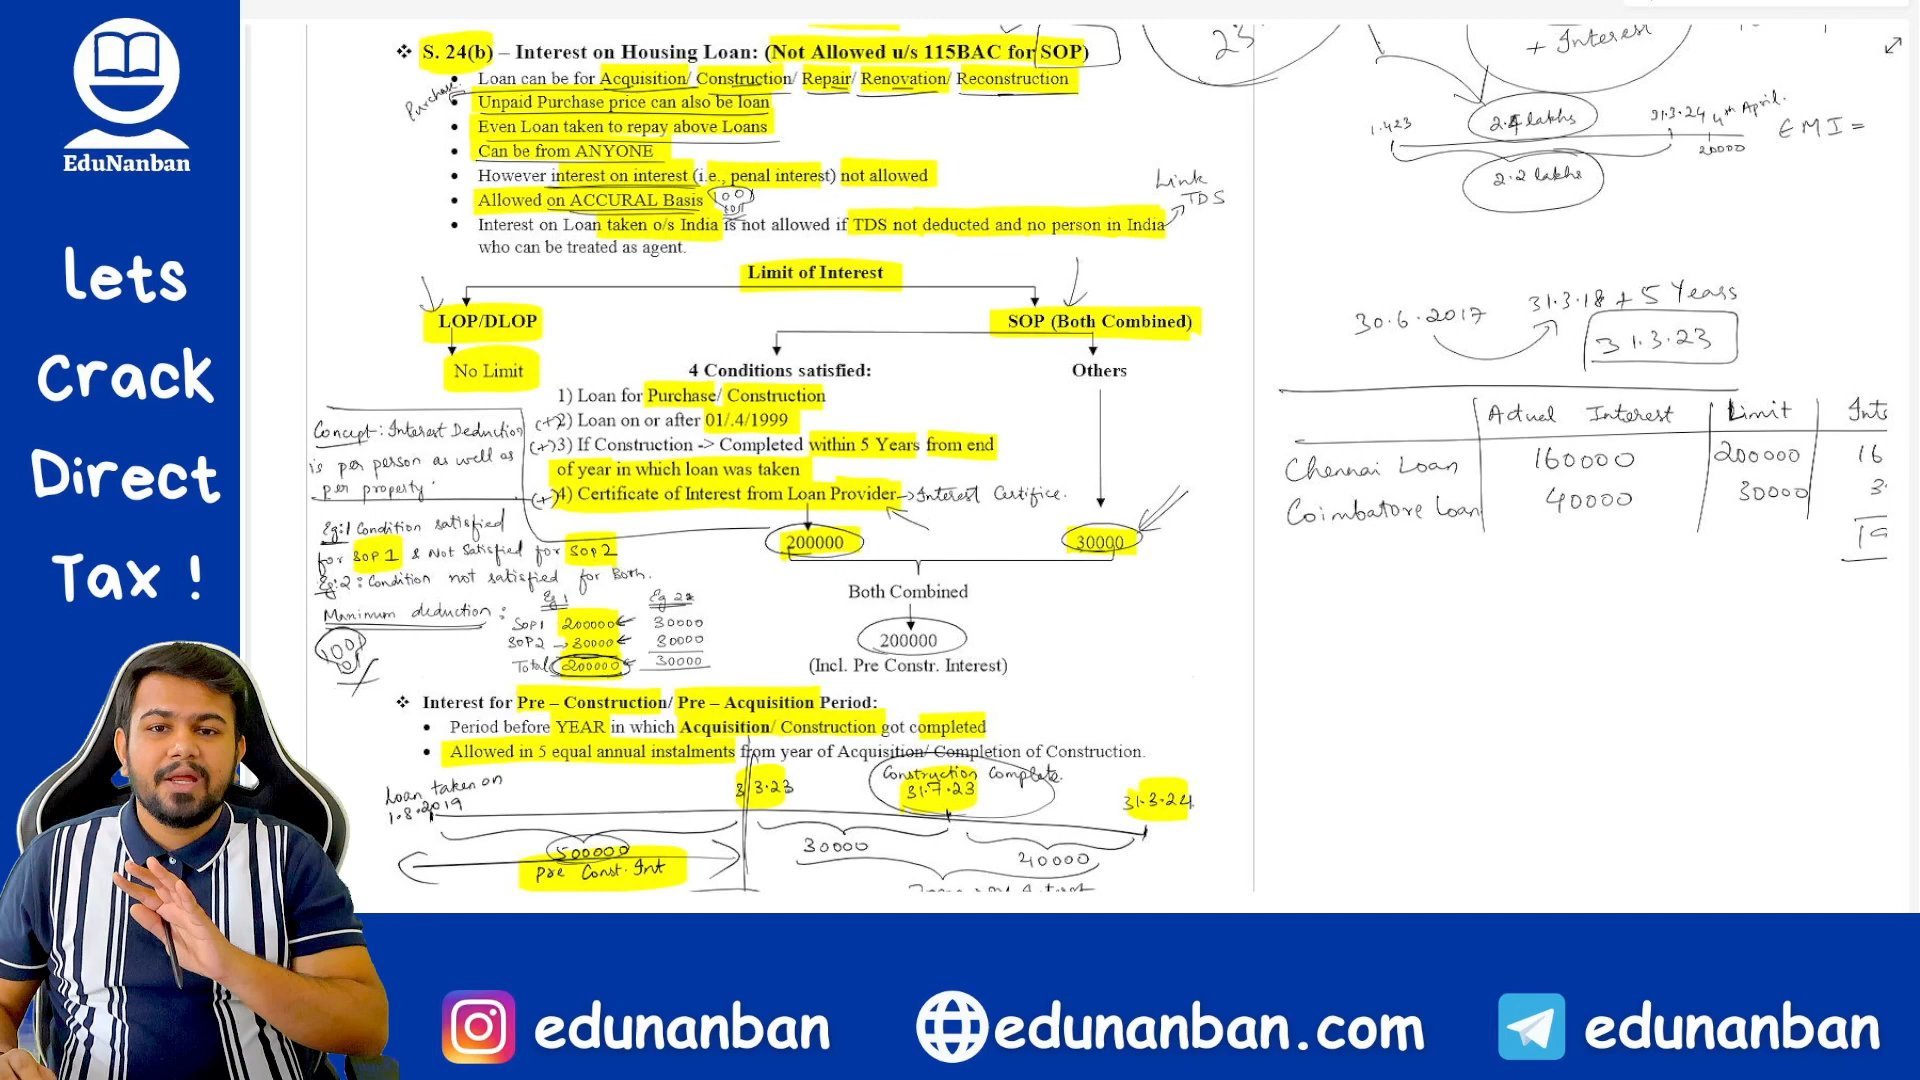 EduNanban
lets
Crack
Direct
Tax !
❖ S. 24(b) – Interest on Housing Loan: (Not Allowed u/s 115BAC for SOP)
• Loan can be for Acquisition/ Construction/ Repair/ Renovation/ Reconstruction
Purchase
• Unpaid Purchase price can also be loan
• Even Loan taken to repay above Loans
• Can be from ANYONE
• However interest on interest (i.e., penal interest) not allowed
• Allowed on ACCURAL Basis
• Interest on Loan taken o/s India is not allowed if TDS not deducted and no person in India
who can be treated as agent.
Link
TDS
Limit of Interest
LOP/DLOP
SOP (Both Combined)
No Limit
4 Conditions satisfied:
Others
1) Loan for Purchase/ Construction
(+) 2) Loan on or after 01/.4/1999
(+) 3) If Construction -> Completed within 5 Years from end
of year in which loan was taken
(+) 4) Certificate of Interest from Loan Provider → Interest Certifice.
Concept: Interest Deduction
is per person as well as
per property.
200000
30000
Eg:1 Condition satisfied
for SOP 1 & Not Satisfied for SOP 2
Eg:2: Condition not satisfied for Both.
Both Combined
200000
(Incl. Pre Constr. Interest)
Maximum deduction:
Eg 1 Eg 2
SOP1 200000 30000
SOP2 → 30000 30000
Total 200000 30000
❖ Interest for Pre – Construction/ Pre – Acquisition Period:
• Period before YEAR in which Acquisition/ Construction got completed
• Allowed in 5 equal annual instalments from year of Acquisition/ Completion of Construction.
Loan taken on
1.8.2019
3.23
Construction Complete.
31.7.23
31.3.24
500000
30000
40000
Pre Const. Int
23
+ Interest
1.4.23
2.4 lakhs
31.3.24
4th April.
20000
EMI =
2.2 lakhs
30.6.2017
31.3.18 + 5 Years
31.3.23
Actual Interest Limit
Chennai Loan 160000 200000 16
Coimbatore Loan 40000 30000 3
edunanban
edunanban.com
edunanban